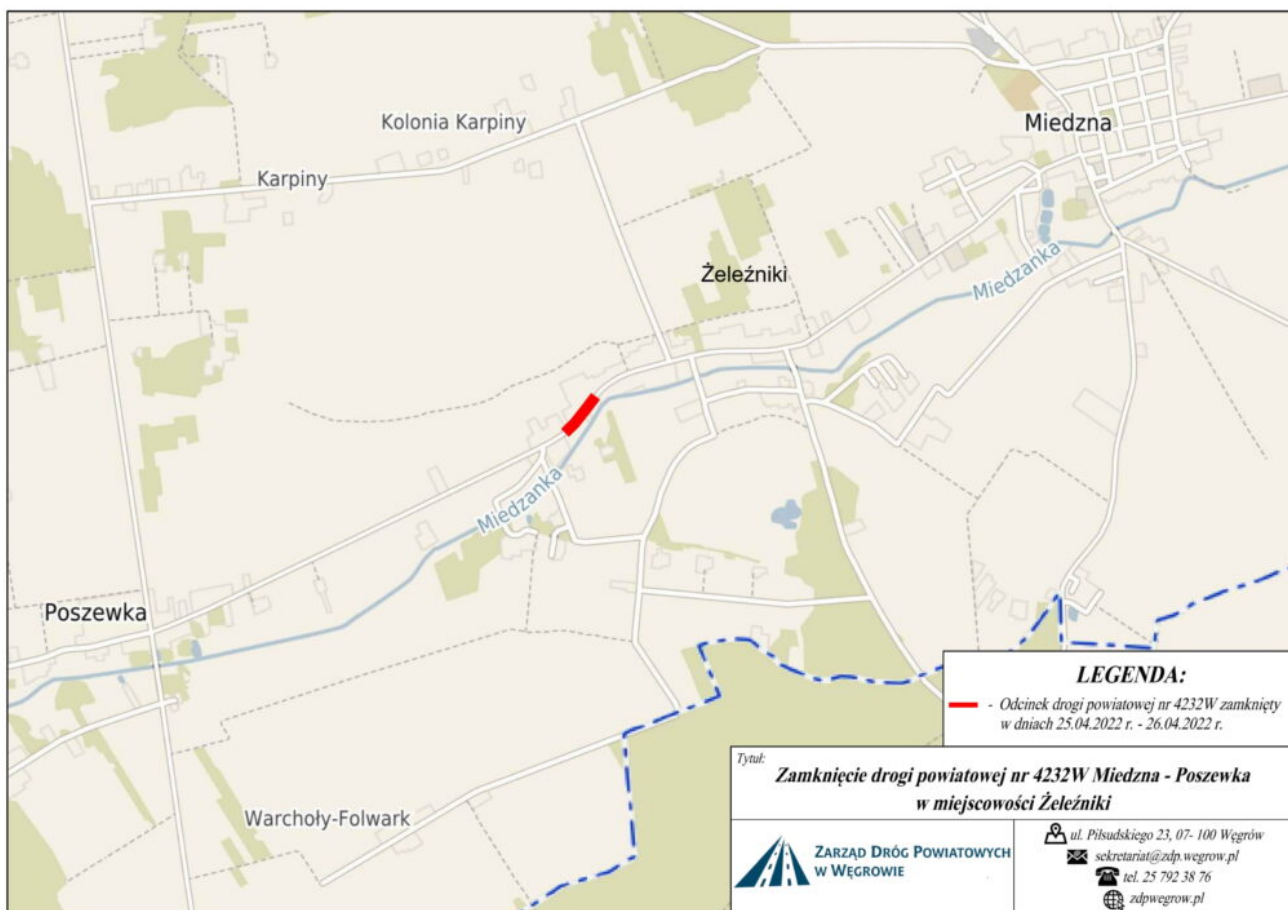 Miedzna
Kolonia Karpiny
Karpiny
Miedzanka
Żeleźniki
Miedzanka
Poszewka
Warchoły-Folwark
LEGENDA:
- Odcinek drogi powiatowej nr 4232W zamknięty
w dniach 25.04.2022 r. - 26.04.2022 r.
Tytuł:
Zamknięcie drogi powiatowej nr 4232W Miedzna - Poszewka
w miejscowości Żeleźniki
ZARZĄD DRÓG POWIATOWYCH
W WĘGROWIE
ul. Piłsudskiego 23, 07- 100 Węgrów
sekretariat@zdp.wegrow.pl
tel. 25 792 38 76
zdpwegrow.pl